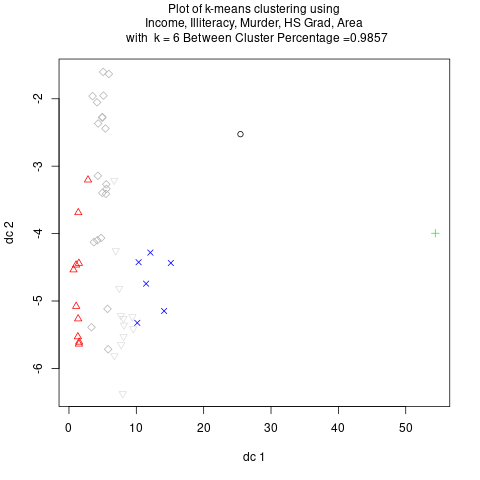 Plot of k-means clustering using
Income, Illiteracy, Murder, HS Grad, Area
with k = 6 Between Cluster Percentage =0.9857
-2
-3
-4
-5
-6
dc 2
0 10 20 30 40 50
dc 1